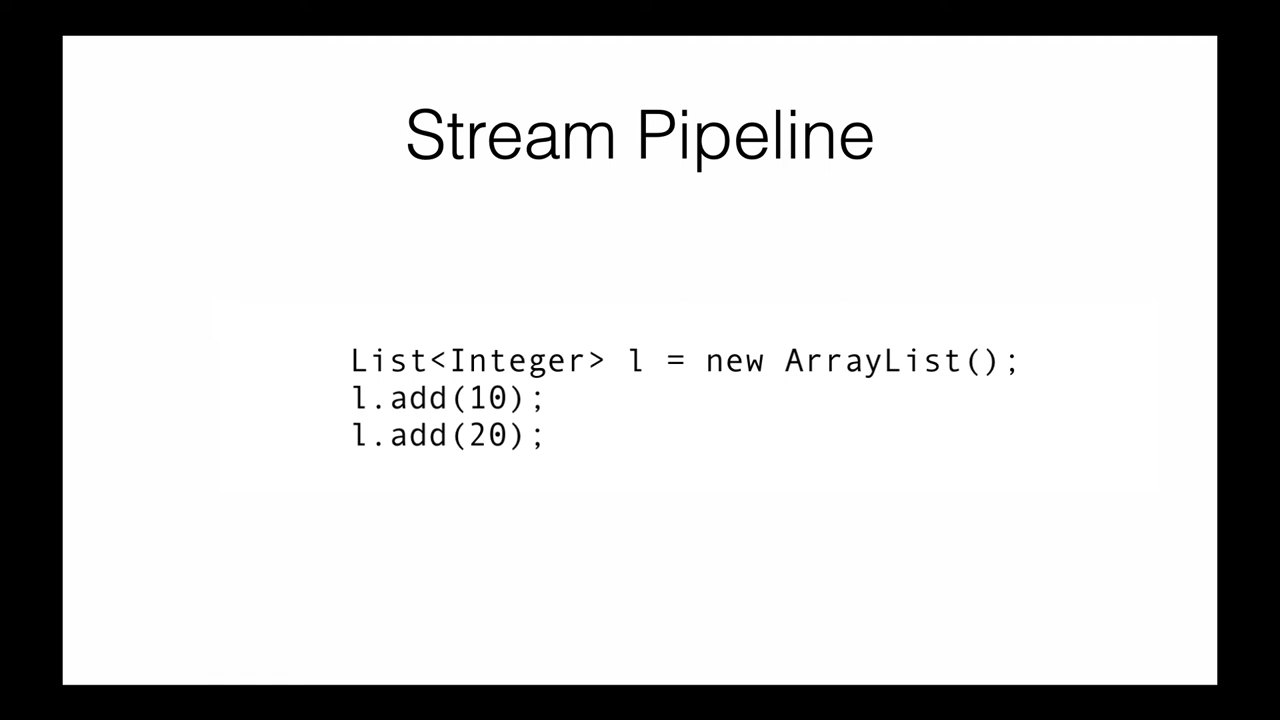 Stream Pipeline
List<Integer> l = new ArrayList();
l.add(10);
l.add(20);